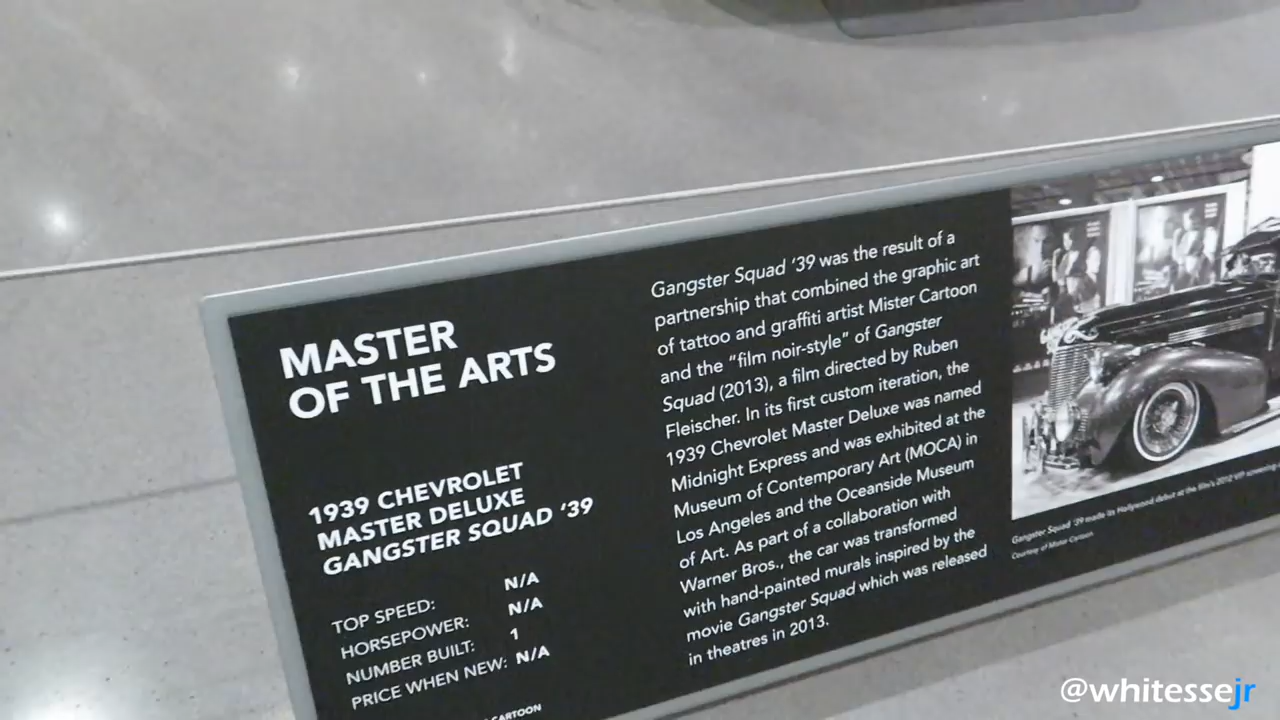 MASTER
OF THE ARTS
1939 CHEVROLET
MASTER DELUXE
GANGSTER SQUAD ‘39
TOP SPEED: N/A
HORSEPOWER: N/A
NUMBER BUILT: 1
PRICE WHEN NEW: N/A
CARTOON
Gangster Squad ‘39 was the result of a
partnership that combined the graphic art
of tattoo and graffiti artist Mister Cartoon
and the “film noir-style” of Gangster
Squad (2013), a film directed by Ruben
Fleischer. In its first custom iteration, the
1939 Chevrolet Master Deluxe was named
Midnight Express and was exhibited at the
Museum of Contemporary Art (MOCA) in
Los Angeles and the Oceanside Museum
of Art. As part of a collaboration with
Warner Bros., the car was transformed
with hand-painted murals inspired by the
movie Gangster Squad which was released
in theatres in 2013.
Gangster Squad ‘39 made its Hollywood debut at the film’s 2012 VIP screening
Courtesy of Mister Cartoon
@whitessejr